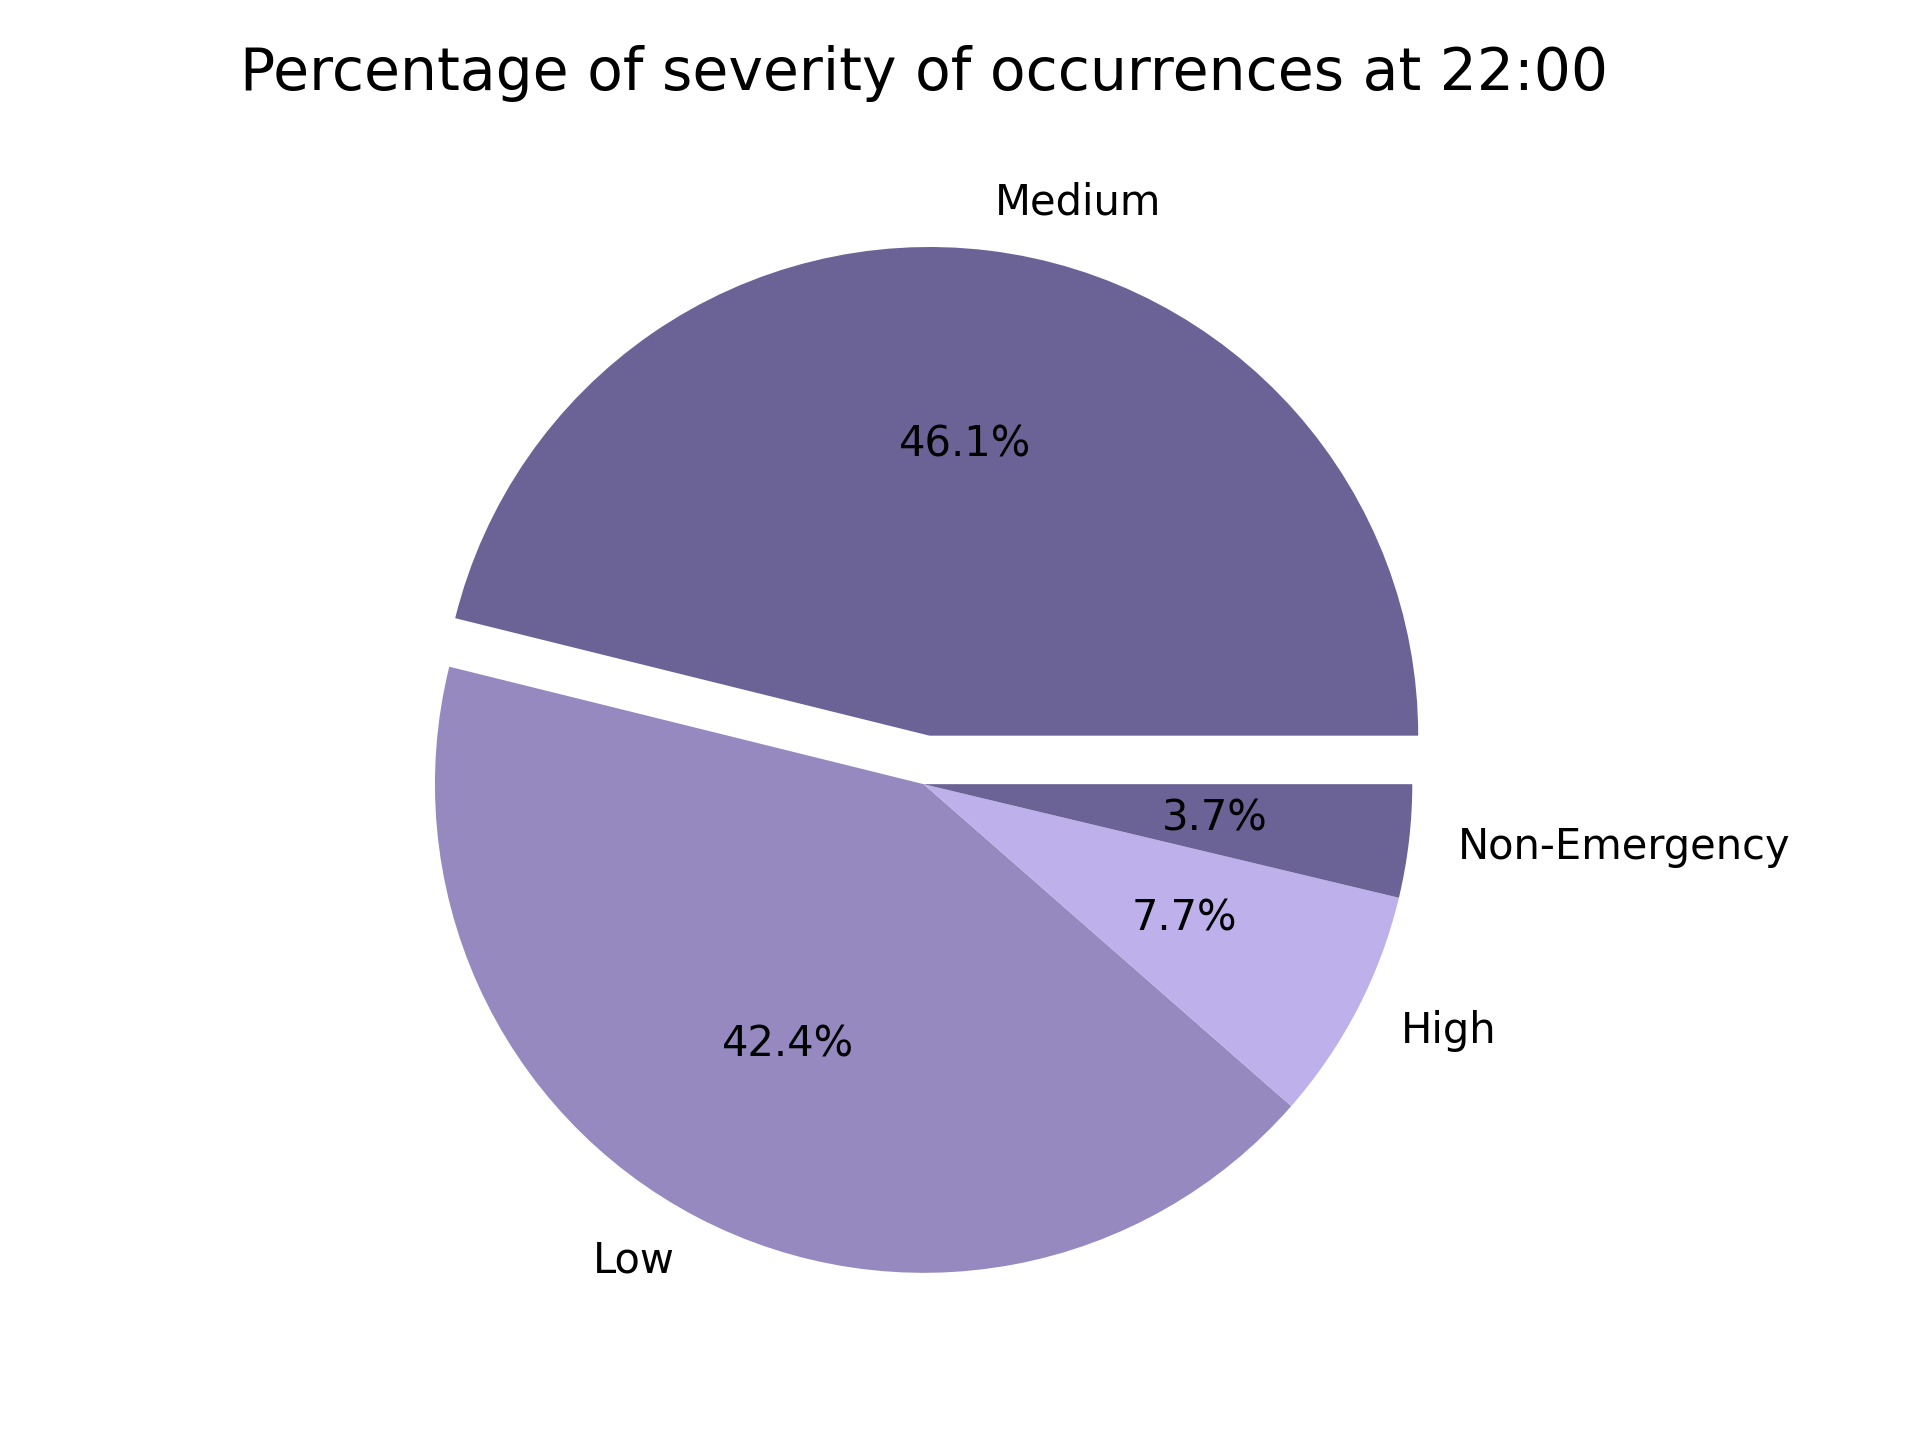 Percentage of severity of occurrences at 22:00
Medium
46.1%
3.7%
Non-Emergency
7.7%
High
42.4%
Low